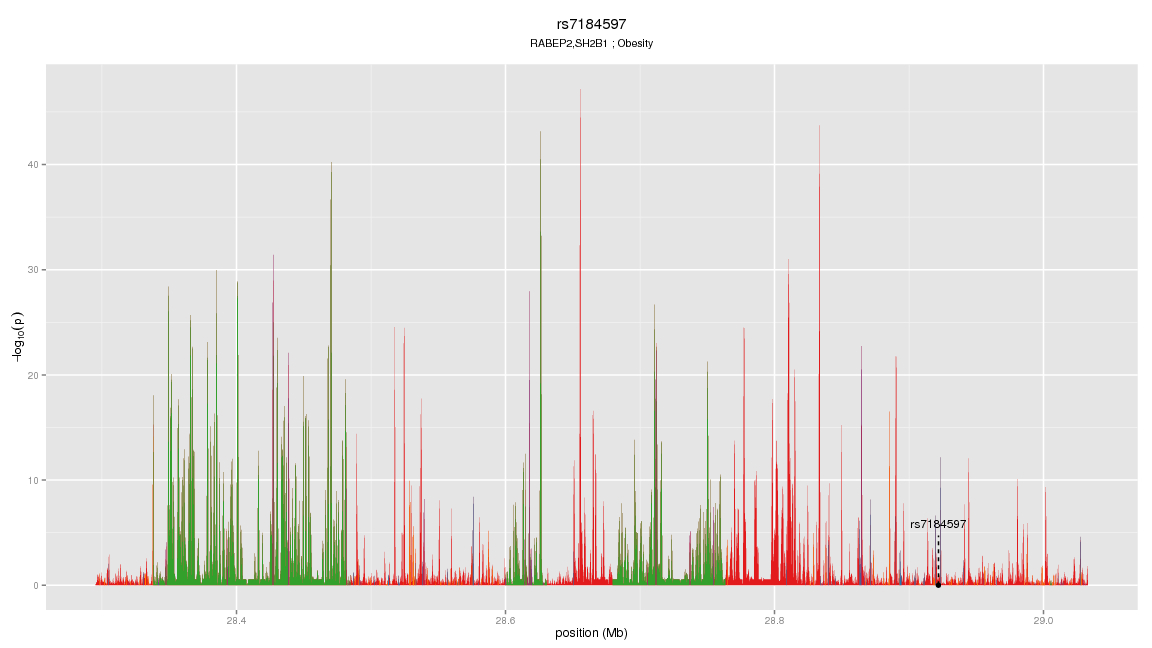 rs7184597
RABEP2,SH2B1 ; Obesity
−log10(p)
40
30
20
10
0
rs7184597
28.4
28.6
28.8
29.0
position (Mb)